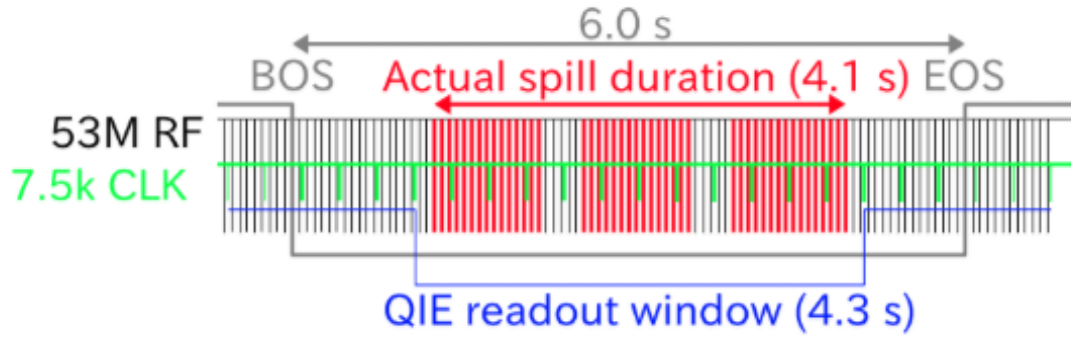 6.0 s
BOS Actual spill duration (4.1 s) EOS
53M RF
7.5k CLK
QIE readout window (4.3 s)